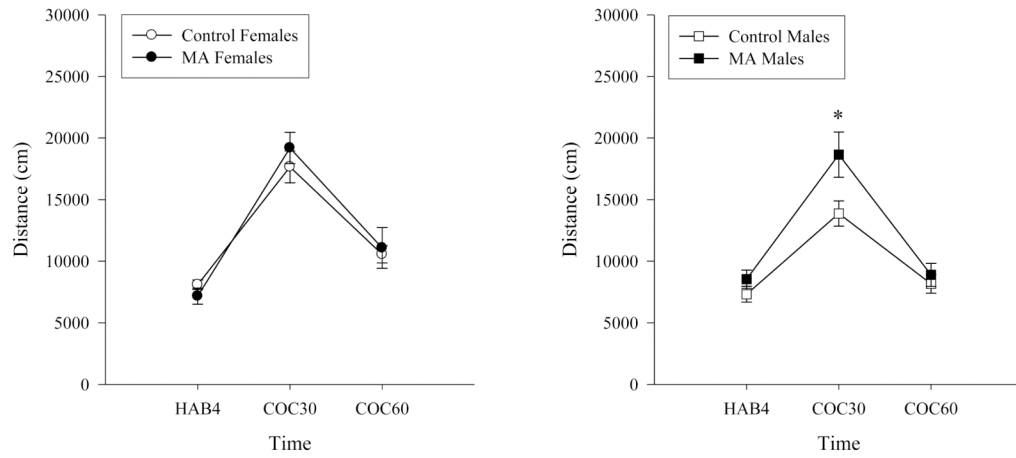 30000
25000
20000
15000
10000
5000
0
Distance (cm)
Control Females
MA Females
HAB4 COC30 COC60
Time
30000
25000
20000
15000
10000
5000
0
Distance (cm)
Control Males
MA Males
*
HAB4 COC30 COC60
Time